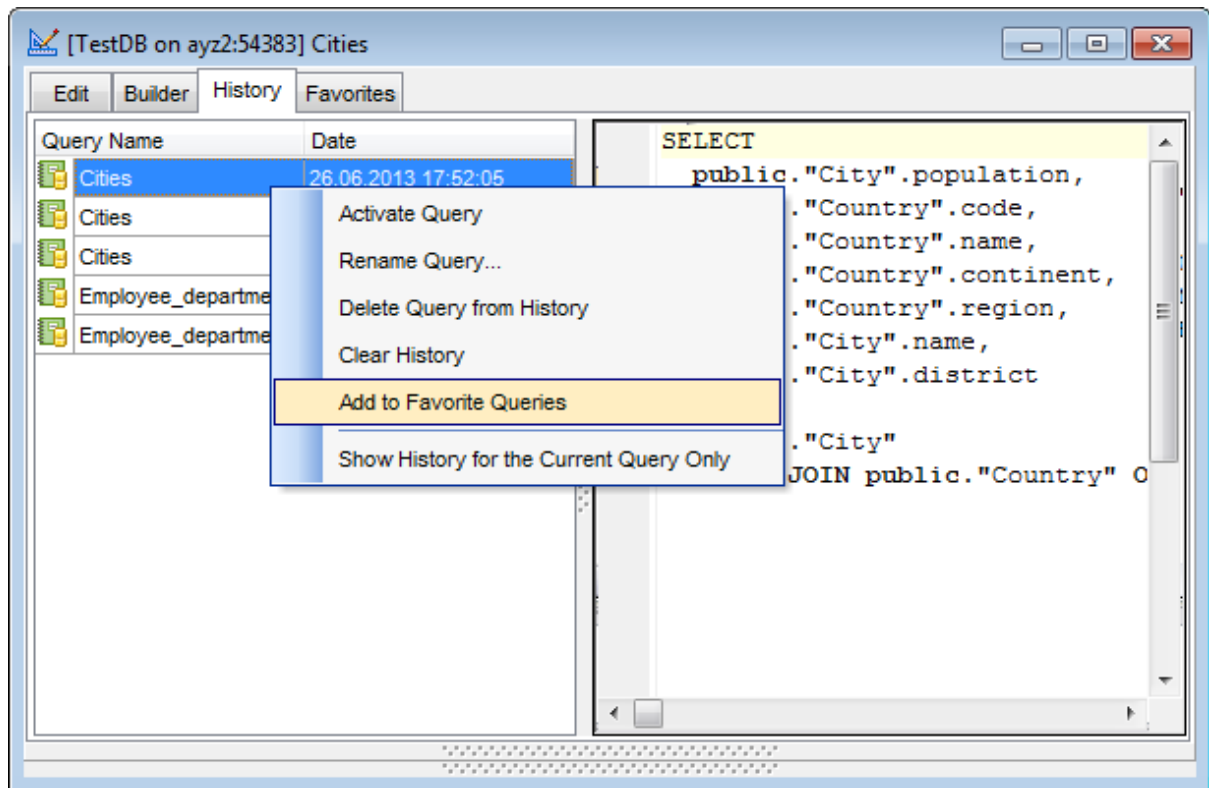 [TestDB on ayz2:54383] Cities
Edit Builder History Favorites
Query Name Date
Cities 26.06.2013 17:52:05
Cities
Cities
Employee_departme
Employee_departme
Activate Query
Rename Query...
Delete Query from History
Clear History
Add to Favorite Queries
Show History for the Current Query Only
SELECT
public."City".population,
."Country".code,
."Country".name,
."Country".continent,
."Country".region,
."City".name,
."City".district
."City"
JOIN public."Country" O